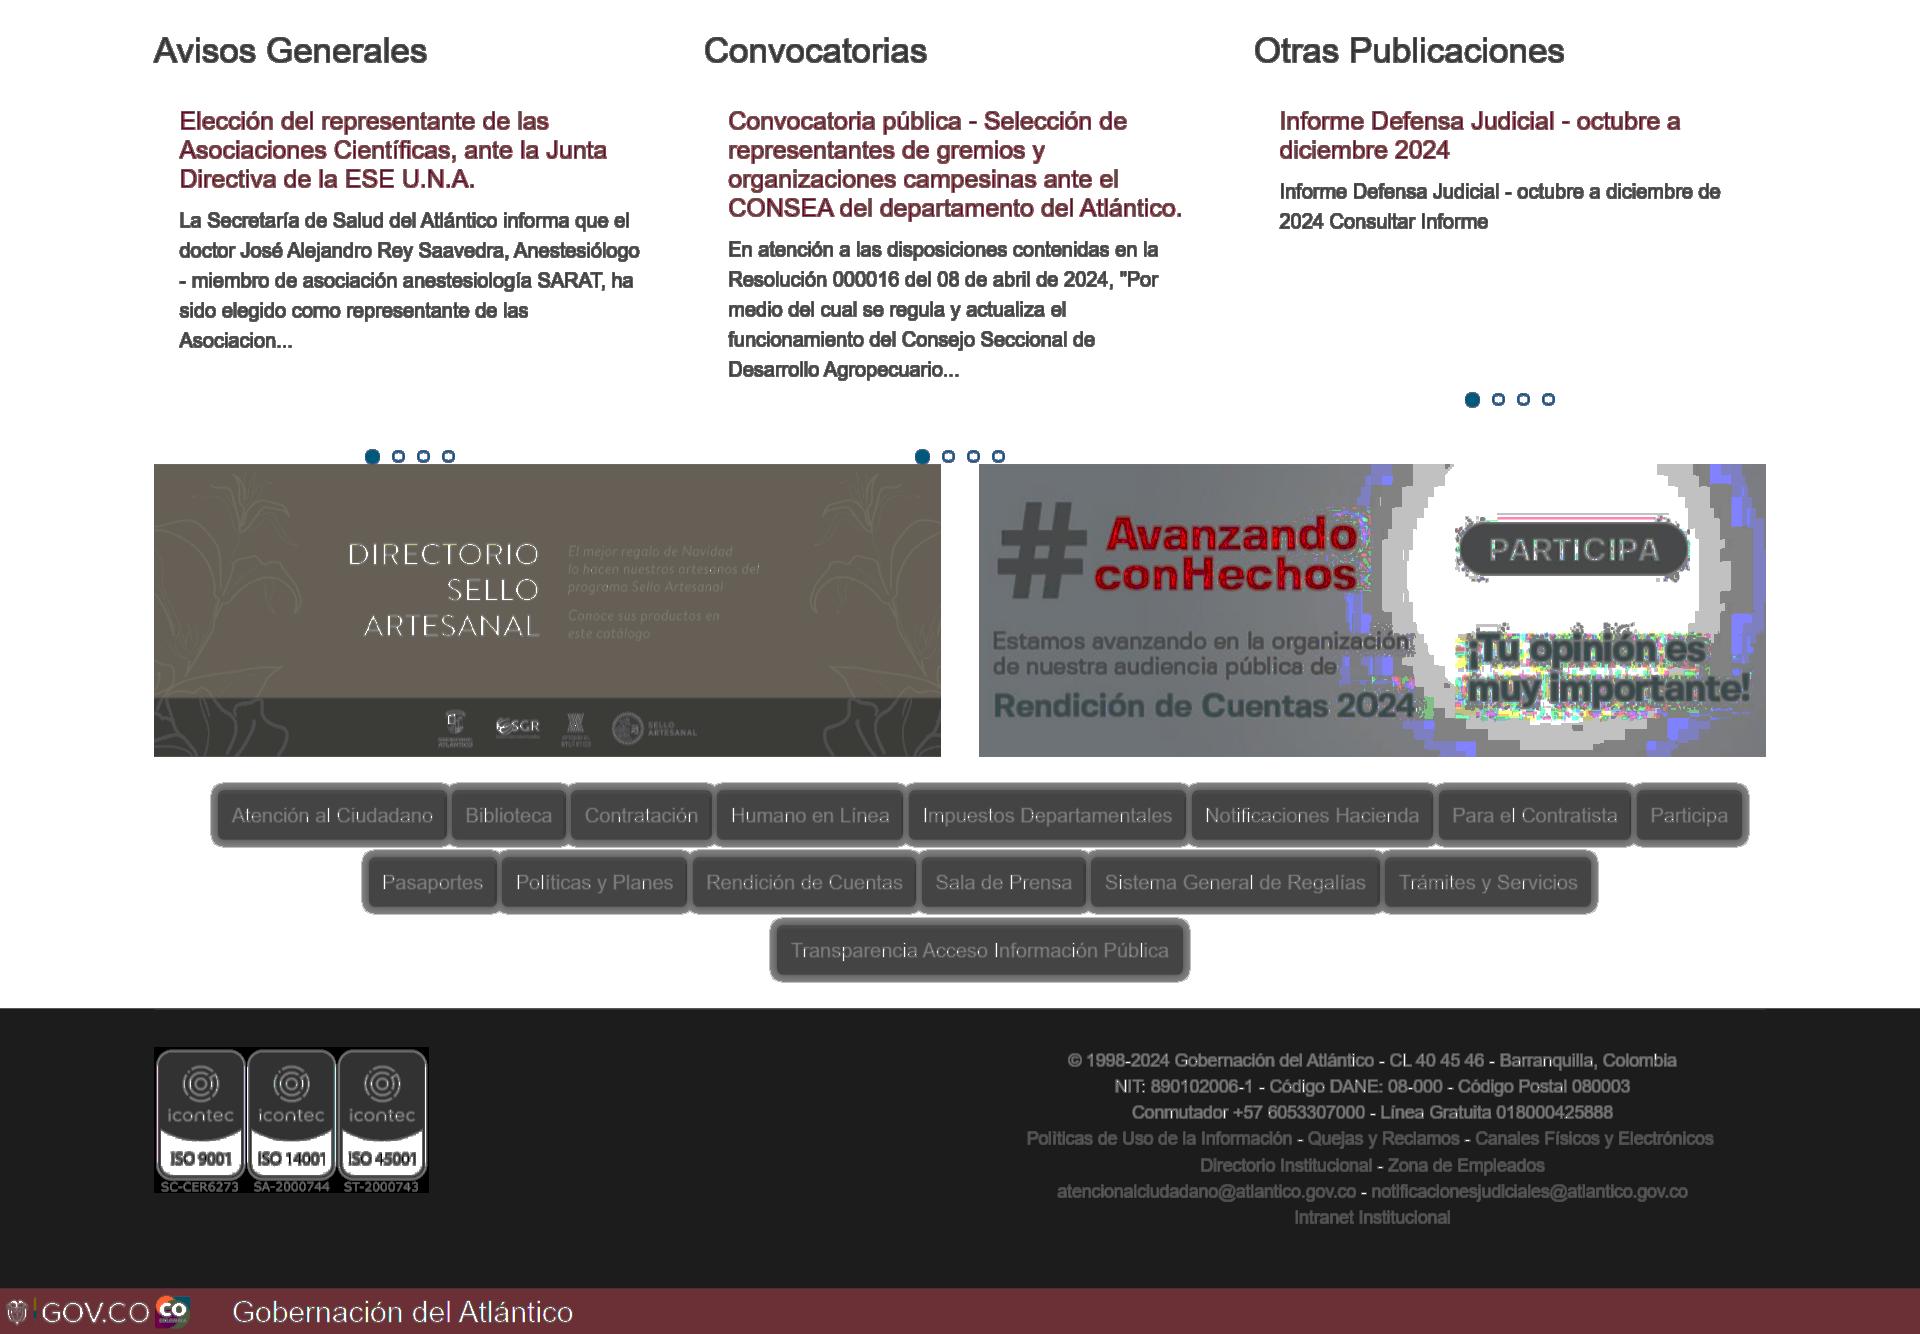 Avisos Generales
Elección del representante de las
Asociaciones Científicas, ante la Junta
Directiva de la ESE U.N.A.
La Secretaría de Salud del Atlántico informa que el
doctor José Alejandro Rey Saavedra, Anestesiólogo
- miembro de asociación anestesiología SARAT, ha
sido elegido como representante de las
Asociacion...
Convocatorias
Convocatoria pública - Selección de
representantes de gremios y
organizaciones campesinas ante el
CONSEA del departamento del Atlántico.
En atención a las disposiciones contenidas en la
Resolución 000016 del 08 de abril de 2024, "Por
medio del cual se regula y actualiza el
funcionamiento del Consejo Seccional de
Desarrollo Agropecuario...
Otras Publicaciones
Informe Defensa Judicial - octubre a
diciembre 2024
Informe Defensa Judicial - octubre a diciembre de
2024 Consultar Informe
DIRECTORIO
SELLO
ARTESANAL
El mejor regalo de Navidad
lo hacen nuestros artesanos del
programa Sello Artesanal
Conoce sus productos en
este catálogo
ATLÁNTICO
SGR
ATLÁNTICO
SELLO
ARTESANAL
#Avanzando
conHechos
Estamos avanzando en la organización
de nuestra audiencia pública de
Rendición de Cuentas 2024
PARTICIPA
¡Tu opinión es
muy importante!
Atención al Ciudadano
Biblioteca
Contratación
Humano en Línea
Impuestos Departamentales
Notificaciones Hacienda
Para el Contratista
Participa
Pasaportes
Políticas y Planes
Rendición de Cuentas
Sala de Prensa
Sistema General de Regalías
Trámites y Servicios
Transparencia Acceso Información Pública
icontec
ISO 9001
SC-CER6273
icontec
ISO 14001
SA-2000744
icontec
ISO 45001
ST-2000743
© 1998-2024 Gobernación del Atlántico - CL 40 45 46 - Barranquilla, Colombia
NIT: 890102006-1 - Código DANE: 08-000 - Código Postal 080003
Conmutador +57 6053307000 - Línea Gratuita 018000425888
Políticas de Uso de la Información - Quejas y Reclamos - Canales Físicos y Electrónicos
Directorio Institucional - Zona de Empleados
atencionalciudadano@atlantico.gov.co - notificacionesjudiciales@atlantico.gov.co
Intranet Institucional
GOV.CO
CO
Gobernación del Atlántico